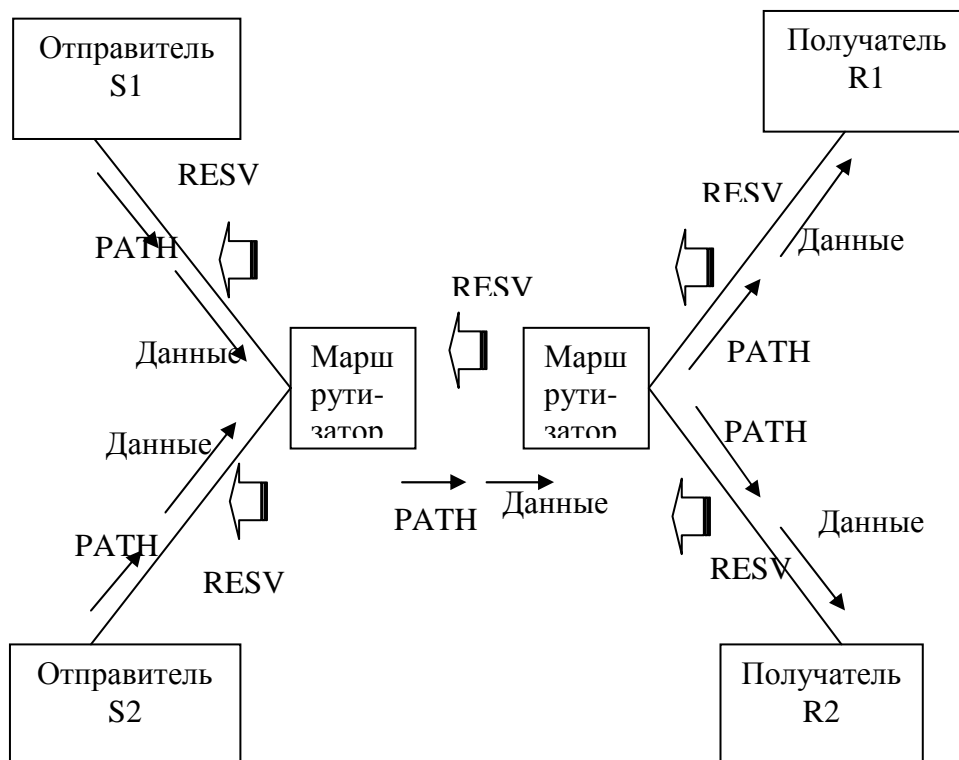 Отправитель
S1
Получатель
R1
RESV
RESV
PATH
Данные
RESV
Данные
Марш
рути-
затор
Марш
рути-
затор
PATH
Данные
PATH
Данные
PATH
Данные
Данные
PATH
RESV
RESV
Отправитель
S2
Получатель
R2